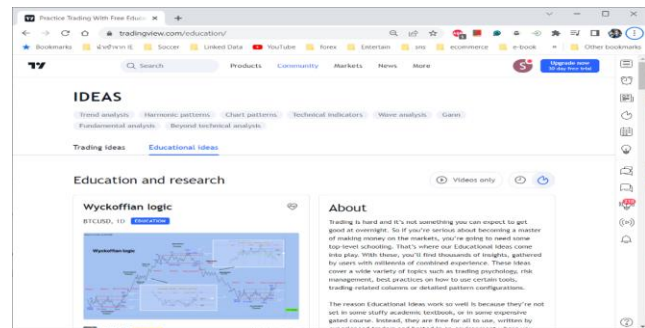 Practice Trading With Free Educ
tradingview.com/education/
Bookmarks Soccer Linked Data YouTube forex Entertain ans ecommerce e-book » Other bookmarks
Search Products Community Markets News More S Upgrade now
30-day free trial
IDEAS
Trend analysis Harmonic patterns Chart patterns Technical indicators Wave analysis Gann
Fundamental analysis Beyond technical analysis
Trading ideas Educational ideas
Education and research Videos only
Wyckoffian logic
BTCUSD, 1D EDUCATION
Wyckoffian logic
About
Trading is hard and it's not something you can expect to get
good at overnight. So if you're serious about becoming a master
of making money on the markets, you're going to need some
top-level schooling. That's where our Educational Ideas come
into play. With these, you'll find thousands of insights, gathered
by users with millennia of combined experience. These ideas
cover a wide variety of topics such as trading psychology, risk
management, best practices on how to use certain tools,
trading-related columns or detailed pattern configurations.
The reason Educational Ideas work so well is because they're not
set in some stuffy academic textbook, or in some expensive
gated course. Instead, they are free for all to use, written by